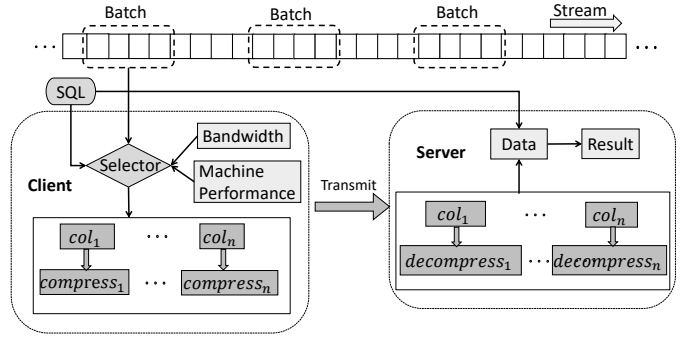 Batch Batch Batch Stream
... ...
SQL
Bandwidth
Selector
Machine
Performance
Client
col₁ ... colₙ
compress₁ ... compressₙ
Transmit
Server
Data
Result
col₁ ... colₙ
decompress₁ ... decompressₙ